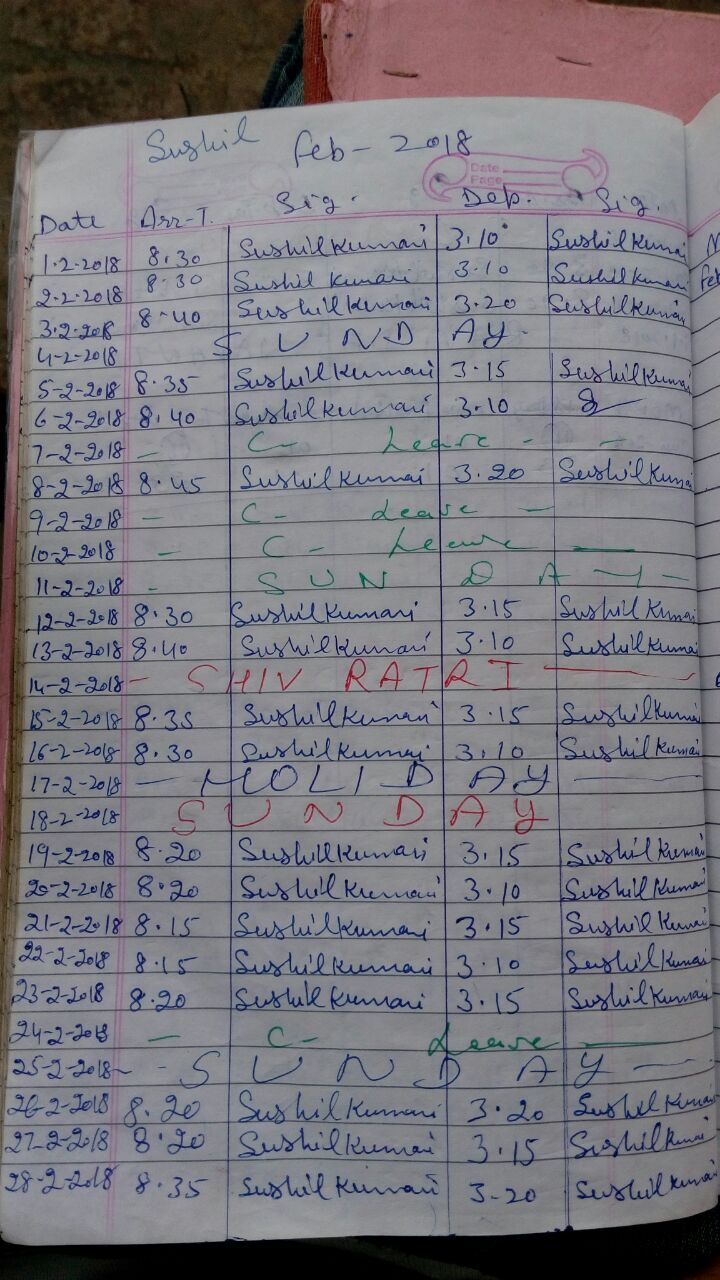 Sushil Feb - 2018
Date
Page
Date Arr-T. Sig. Dep. Sig.
1-2-2018 8.30 Sushil Kumari 3.10 Sushil Kumari
2-2-2018 8.30 Sushil Kumari 3.10 Sushil Kumari
3-2-2018 8.40 Sushil Kumari 3.20 Sushil Kumari
4-2-2018 SUNDAY
5-2-2018 8.35 Sushil Kumari 3.15 Sushil Kumari
6-2-2018 8.40 Sushil Kumari 3.10
7-2-2018 - C- Leave - -
8-2-2018 8.45 Sushil Kumari 3.20 Sushil Kumari
9-2-2018 - C- Leave -
10-2-2018 - C- Leave -
11-2-2018 - SUNDAY -
12-2-2018 8.30 Sushil Kumari 3.15 Sushil Kumari
13-2-2018 8.40 Sushil Kumari 3.10 Sushil Kumari
14-2-2018 - SHIV RATRI -
15-2-2018 8.35 Sushil Kumari 3.15 Sushil Kumari
16-2-2018 8.30 Sushil Kumari 3.10 Sushil Kumari
17-2-2018 - HOLIDAY -
18-2-2018 SUNDAY
19-2-2018 8.20 Sushil Kumari 3.15 Sushil Kumari
20-2-2018 8.20 Sushil Kumari 3.10 Sushil Kumari
21-2-2018 8.15 Sushil Kumari 3.15 Sushil Kumari
22-2-2018 8.15 Sushil Kumari 3.10 Sushil Kumari
23-2-2018 8.20 Sushil Kumari 3.15 Sushil Kumari
24-2-2018 - C- Leave -
25-2-2018 - - SUNDAY -
26-2-2018 8.20 Sushil Kumari 3.20 Sushil Kumari
27-2-2018 8.20 Sushil Kumari 3.15 Sushil Kumari
28-2-2018 8.35 Sushil Kumari 3-20 Sushil Kumari